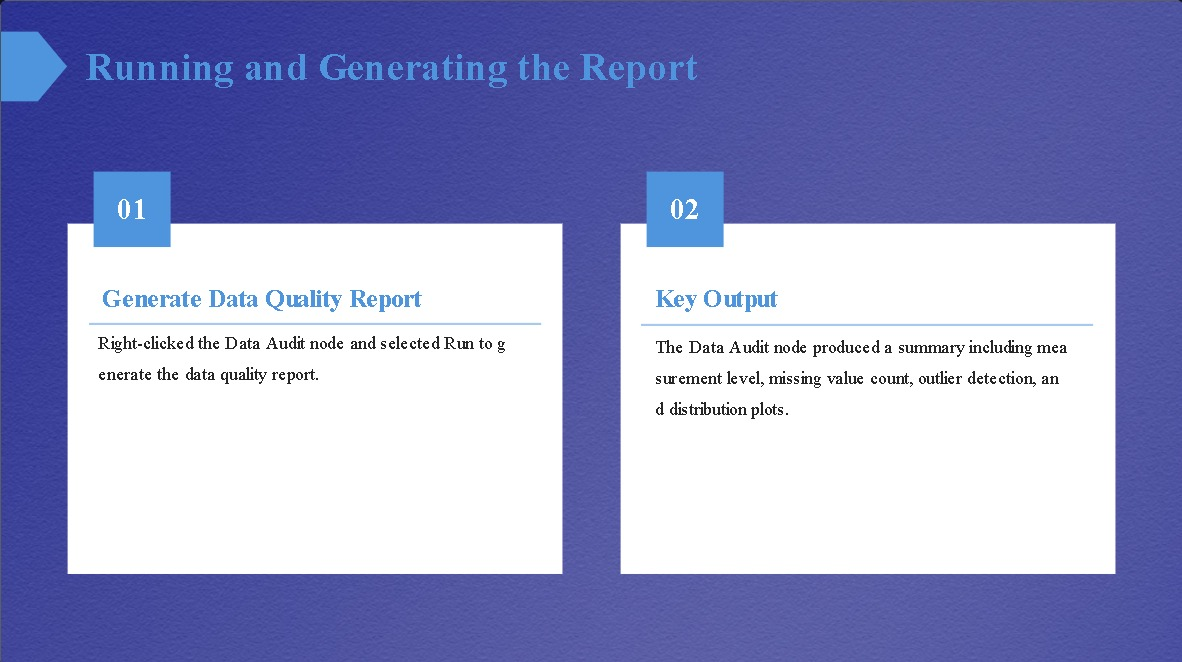 Running and Generating the Report
01
Generate Data Quality Report
Right-clicked the Data Audit node and selected Run to g
enerate the data quality report.
02
Key Output
The Data Audit node produced a summary including mea
surement level, missing value count, outlier detection, an
d distribution plots.